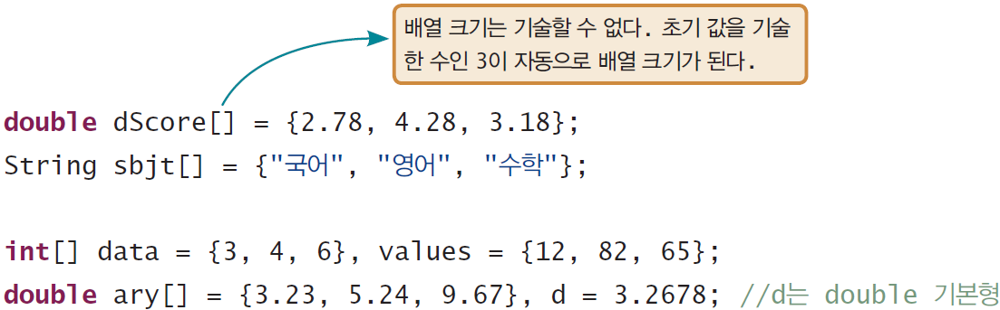 배열 크기는 기술할 수 없다. 초기 값을 기술
한 수인 3이 자동으로 배열 크기가 된다.
double dScore[] = {2.78, 4.28, 3.18};
String sbjt[] = {"국어", "영어", "수학"};
int[] data = {3, 4, 6}, values = {12, 82, 65};
double ary[] = {3.23, 5.24, 9.67}, d = 3.2678; //d는 double 기본형